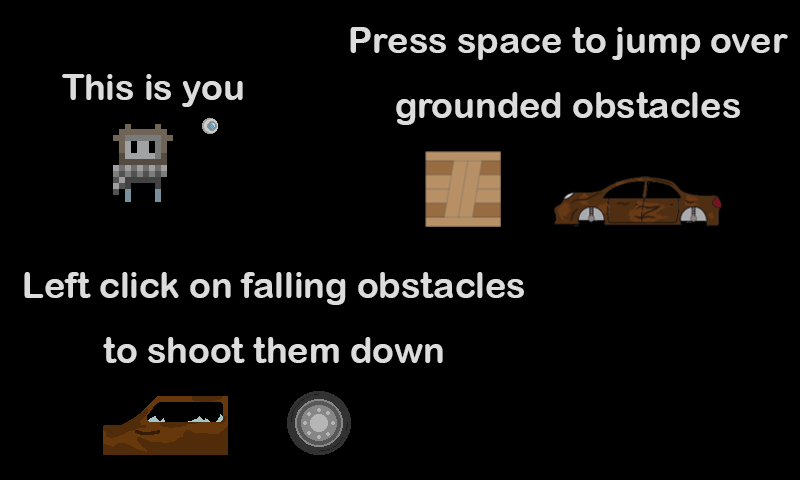 This is you
Press space to jump over
grounded obstacles
Left click on falling obstacles
to shoot them down